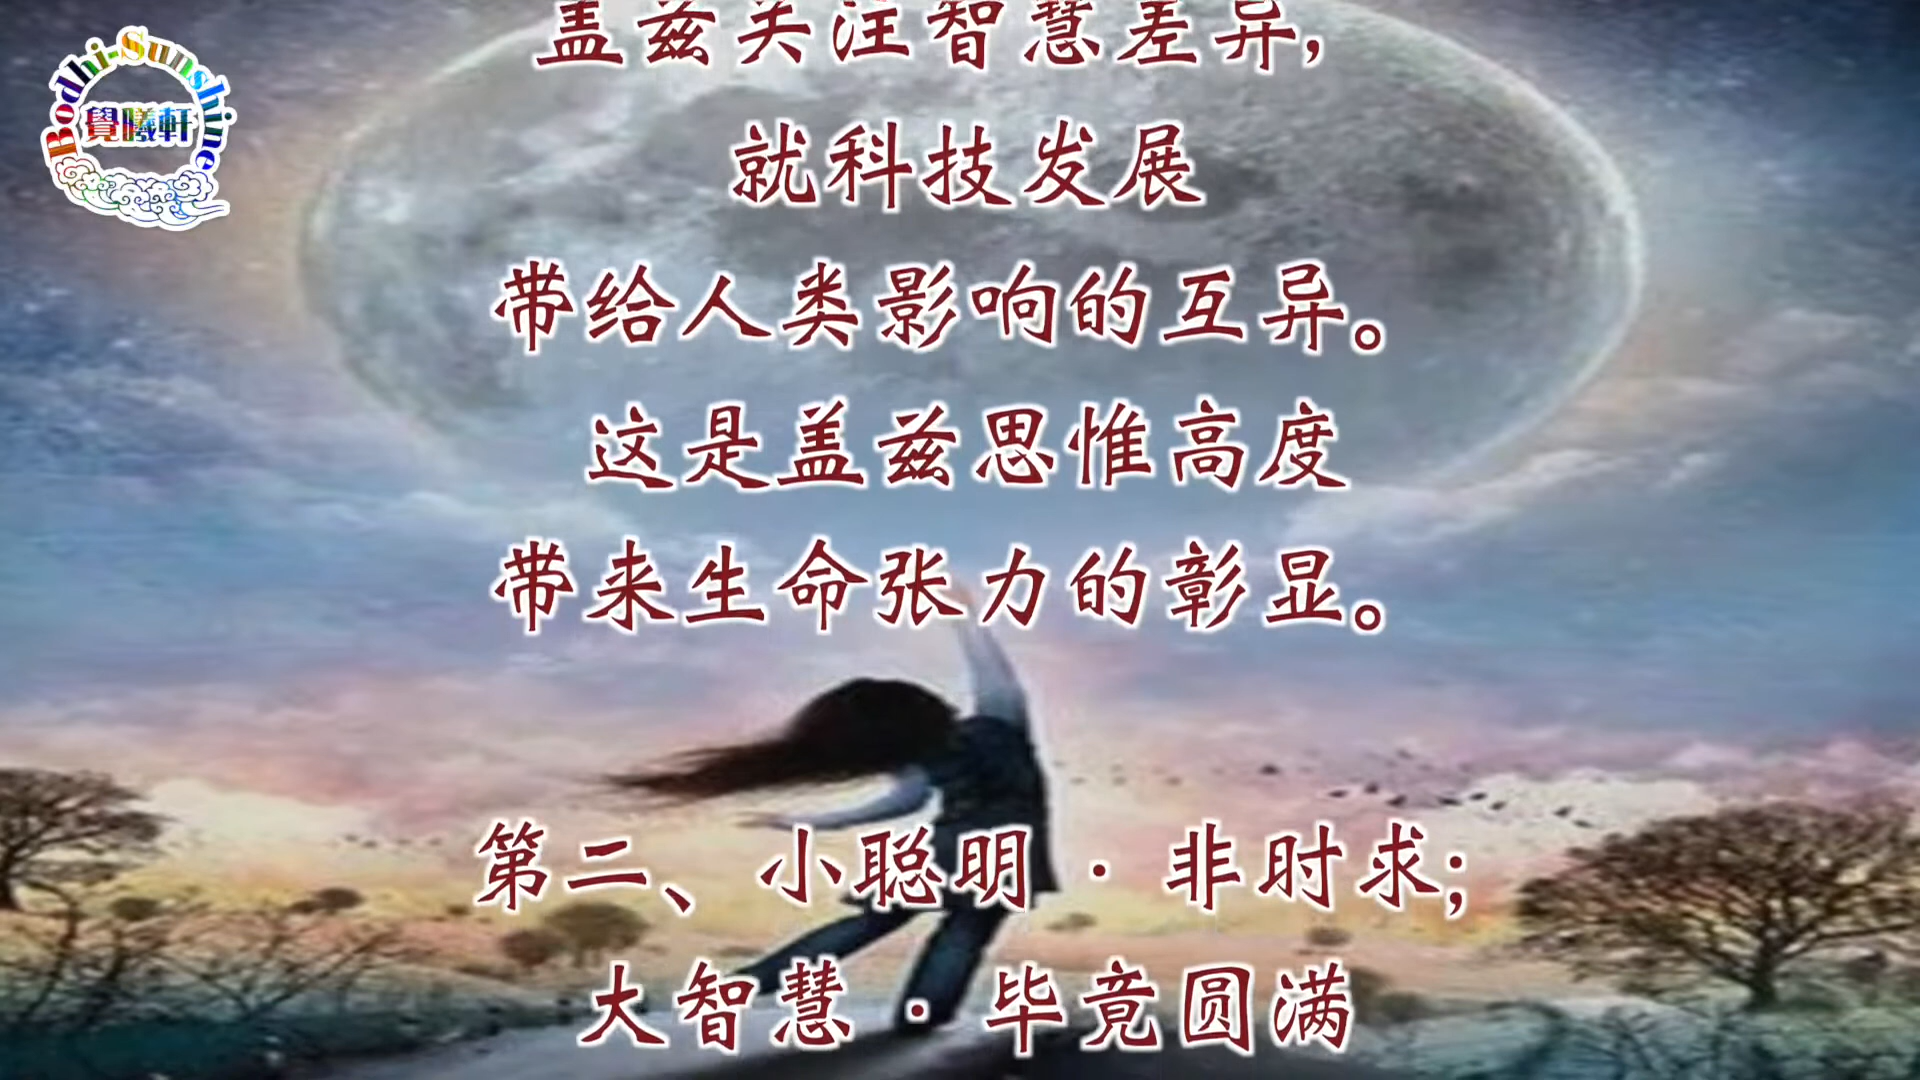 Bodhi-Sunshine
覺曦軒
盖兹关注智慧差异,
就科技发展
带给人类影响的互异。
这是盖兹思惟高度
带来生命张力的彰显。
第二、小聪明·非时求;
大智慧·毕竟圆满